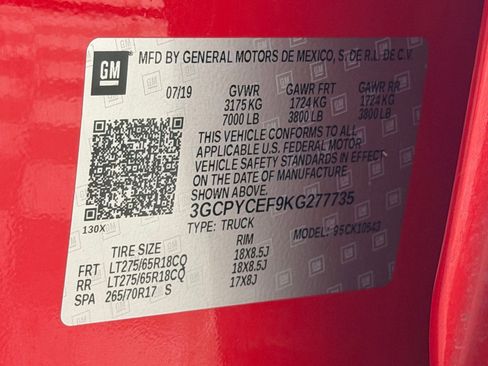 GM
MFD BY GENERAL MOTORS DE MEXICO, S. DE R.L. DE C.V.
07/19 GVWR GAWR FRT GAWR RR
3175 KG 1724 KG 1724 KG
7000 LB 3800 LB 3800 LB
THIS VEHICLE CONFORMS TO ALL
APPLICABLE U.S. FEDERAL MOTOR
VEHICLE SAFETY STANDARDS IN EFFECT
ON THE DATE OF MANUFACTURE
SHOWN ABOVE.
3GCPYCEF9KG277735
130X TYPE: TRUCK MODEL: 95CK10543
TIRE SIZE RIM
FRT LT275/65R18CQ 18X8.5J
RR LT275/65R18CQ 18X8.5J
SPA 265/70R17 S 17X8J